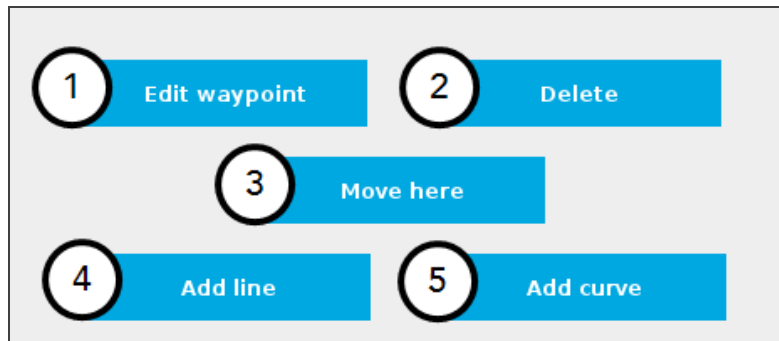 1 Edit waypoint
2 Delete
3 Move here
4 Add line
5 Add curve